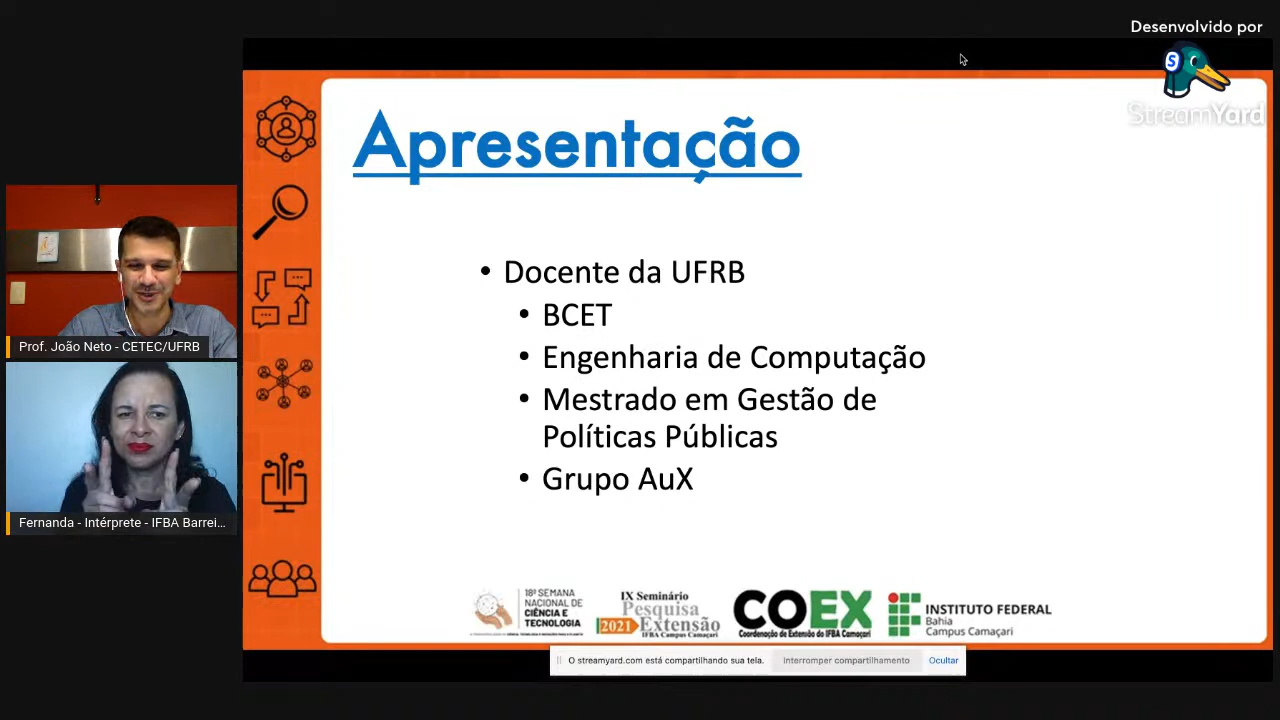 Desenvolvido por
StreamYard
Apresentação
• Docente da UFRB
• BCET
• Engenharia de Computação
• Mestrado em Gestão de
Políticas Públicas
• Grupo AuX
Prof. João Neto - CETEC/UFRB
Fernanda - Intérprete - IFBA Barrei...
18ª SEMANA
NACIONAL DE
CIÊNCIA E
TECNOLOGIA
IX Seminário
Pesquisa
2021 Extensão
IFBA Campus Camaçari
COEX
Coordenação de Extensão do IFBA Camaçari
INSTITUTO FEDERAL
Bahia
Campus Camaçari
O streamyard.com está compartilhando sua tela.
Interromper compartilhamento
Ocultar